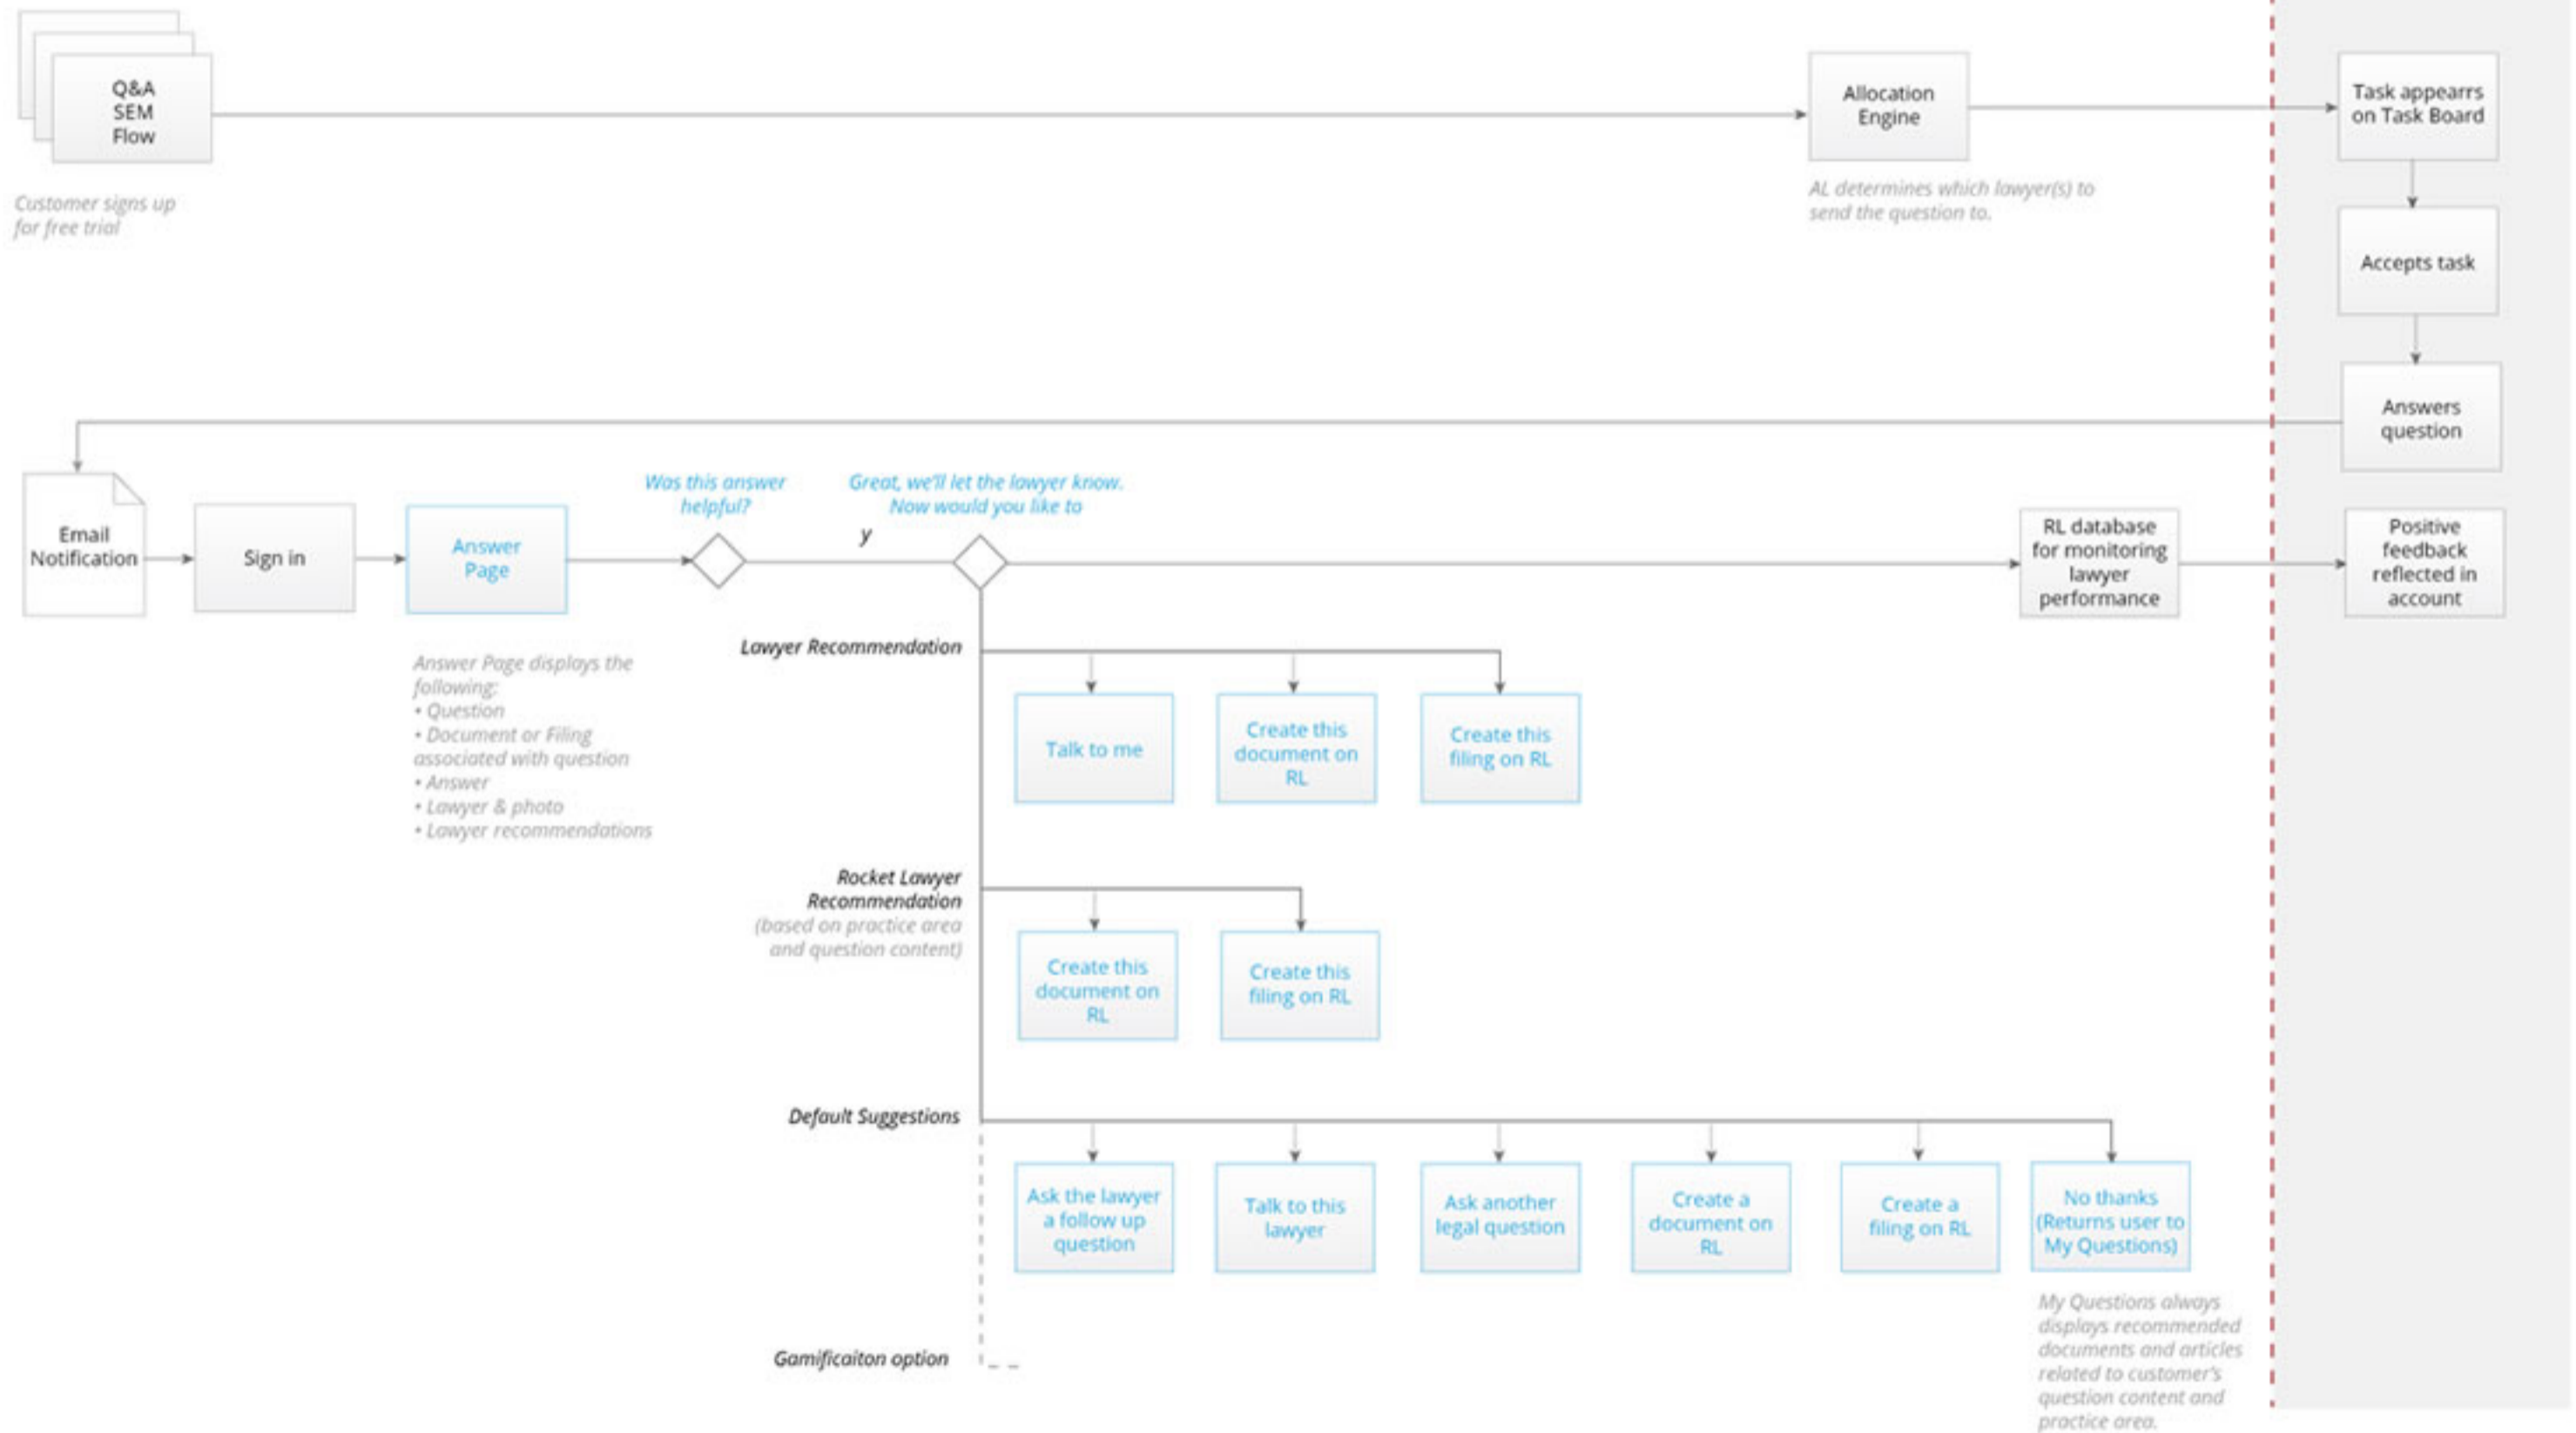 Q&A
SEM
Flow
Customer signs up
for free trial
Allocation
Engine
AL determines which lawyer(s) to
send the question to.
Task appearrs
on Task Board
Accepts task
Answers
question
Email
Notification
Sign in
Answer
Page
Was this answer
helpful?
y
Great, we'll let the lawyer know.
Now would you like to
RL database
for monitoring
lawyer
performance
Positive
feedback
reflected in
account
Answer Page displays the
following:
• Question
• Document or Filing
associated with question
• Answer
• Lawyer & photo
• Lawyer recommendations
Lawyer Recommendation
Talk to me
Create this
document on
RL
Create this
filing on RL
Rocket Lawyer
Recommendation
(based on practice area
and question content)
Create this
document on
RL
Create this
filing on RL
Default Suggestions
Ask the lawyer
a follow up
question
Talk to this
lawyer
Ask another
legal question
Create a
document on
RL
Create a
filing on RL
No thanks
(Returns user to
My Questions)
My Questions always
displays recommended
documents and articles
related to customer's
question content and
practice area.
Gamificaiton option